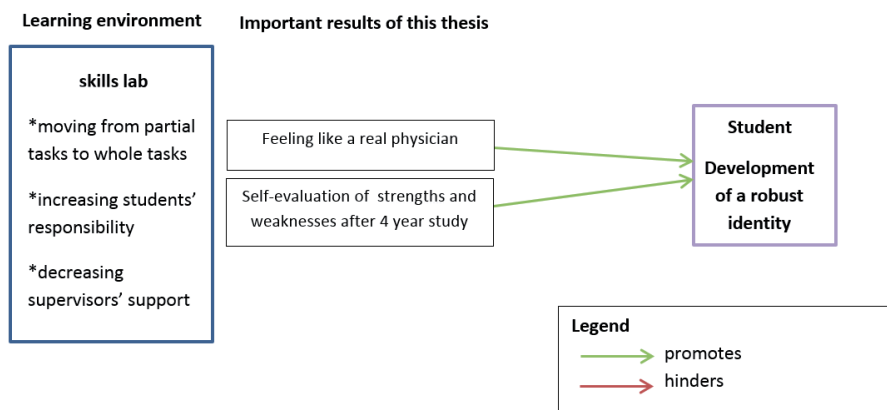 Learning environment
Important results of this thesis
skills lab
*moving from partial
tasks to whole tasks
*increasing students’
responsibility
*decreasing
supervisors’ support
Feeling like a real physician
Self-evaluation of strengths and
weaknesses after 4 year study
Student
Development
of a robust
identity
Legend
promotes
hinders